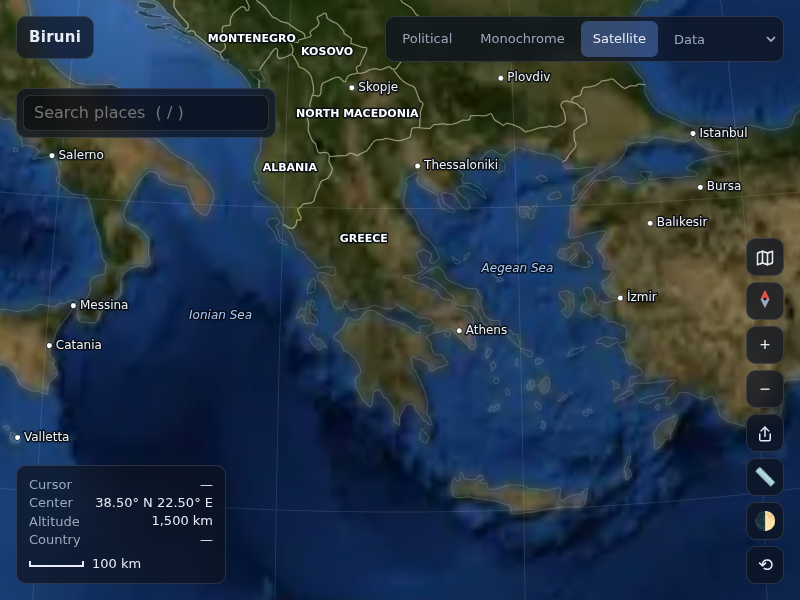 Biruni
Political Monochrome Satellite Data
Search places ( / )
MONTENEGRO
KOSOVO
Skopje
Plovdiv
NORTH MACEDONIA
Istanbul
Salerno
ALBANIA
Thessaloniki
Bursa
Balıkesir
GREECE
Aegean Sea
İzmir
Messina
Ionian Sea
Athens
Catania
+
−
Valletta
Cursor —
Center 38.50° N 22.50° E
Altitude 1,500 km
Country —
100 km